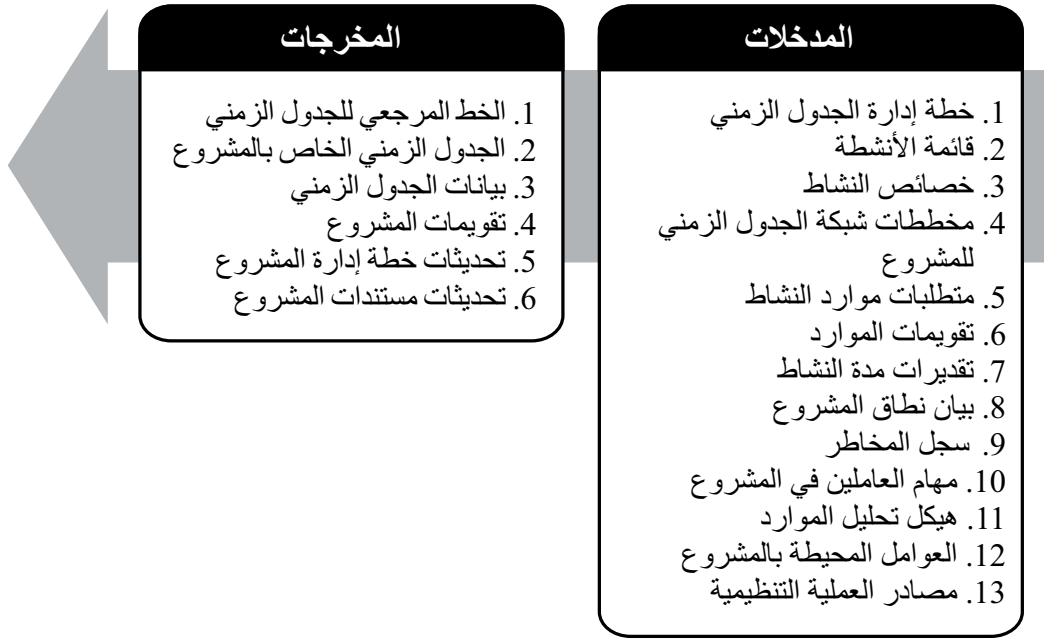 المدخلات
1. خطة إدارة الجدول الزمني
2. قائمة الأنشطة
3. خصائص النشاط
4. مخططات شبكة الجدول الزمني
للمشروع
5. متطلبات موارد النشاط
6. تقويمات الموارد
7. تقديرات مدة النشاط
8. بيان نطاق المشروع
9. سجل المخاطر
10. مهام العاملين في المشروع
11. هيكل تحليل الموارد
12. العوامل المحيطة بالمشروع
13. مصادر العملية التنظيمية
المخرجات
1. الخط المرجعي للجدول الزمني
2. الجدول الزمني الخاص بالمشروع
3. بيانات الجدول الزمني
4. تقويمات المشروع
5. تحديثات خطة إدارة المشروع
6. تحديثات مستندات المشروع